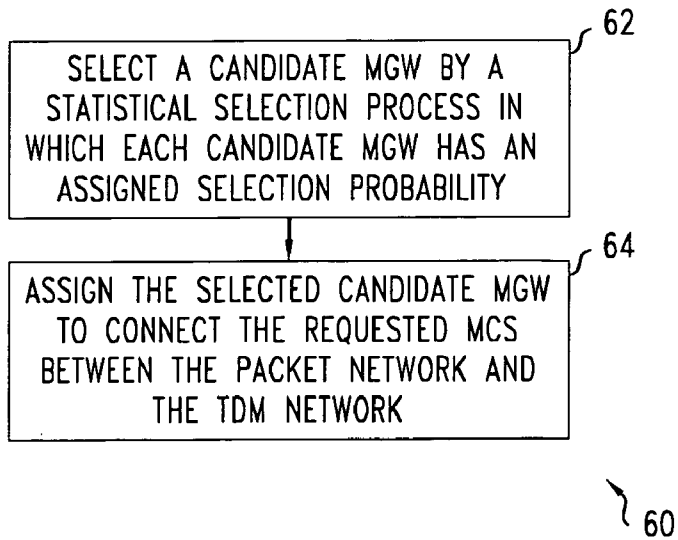 62
SELECT A CANDIDATE MGW BY A
STATISTICAL SELECTION PROCESS IN
WHICH EACH CANDIDATE MGW HAS AN
ASSIGNED SELECTION PROBABILITY
64
ASSIGN THE SELECTED CANDIDATE MGW
TO CONNECT THE REQUESTED MCS
BETWEEN THE PACKET NETWORK AND
THE TDM NETWORK
60